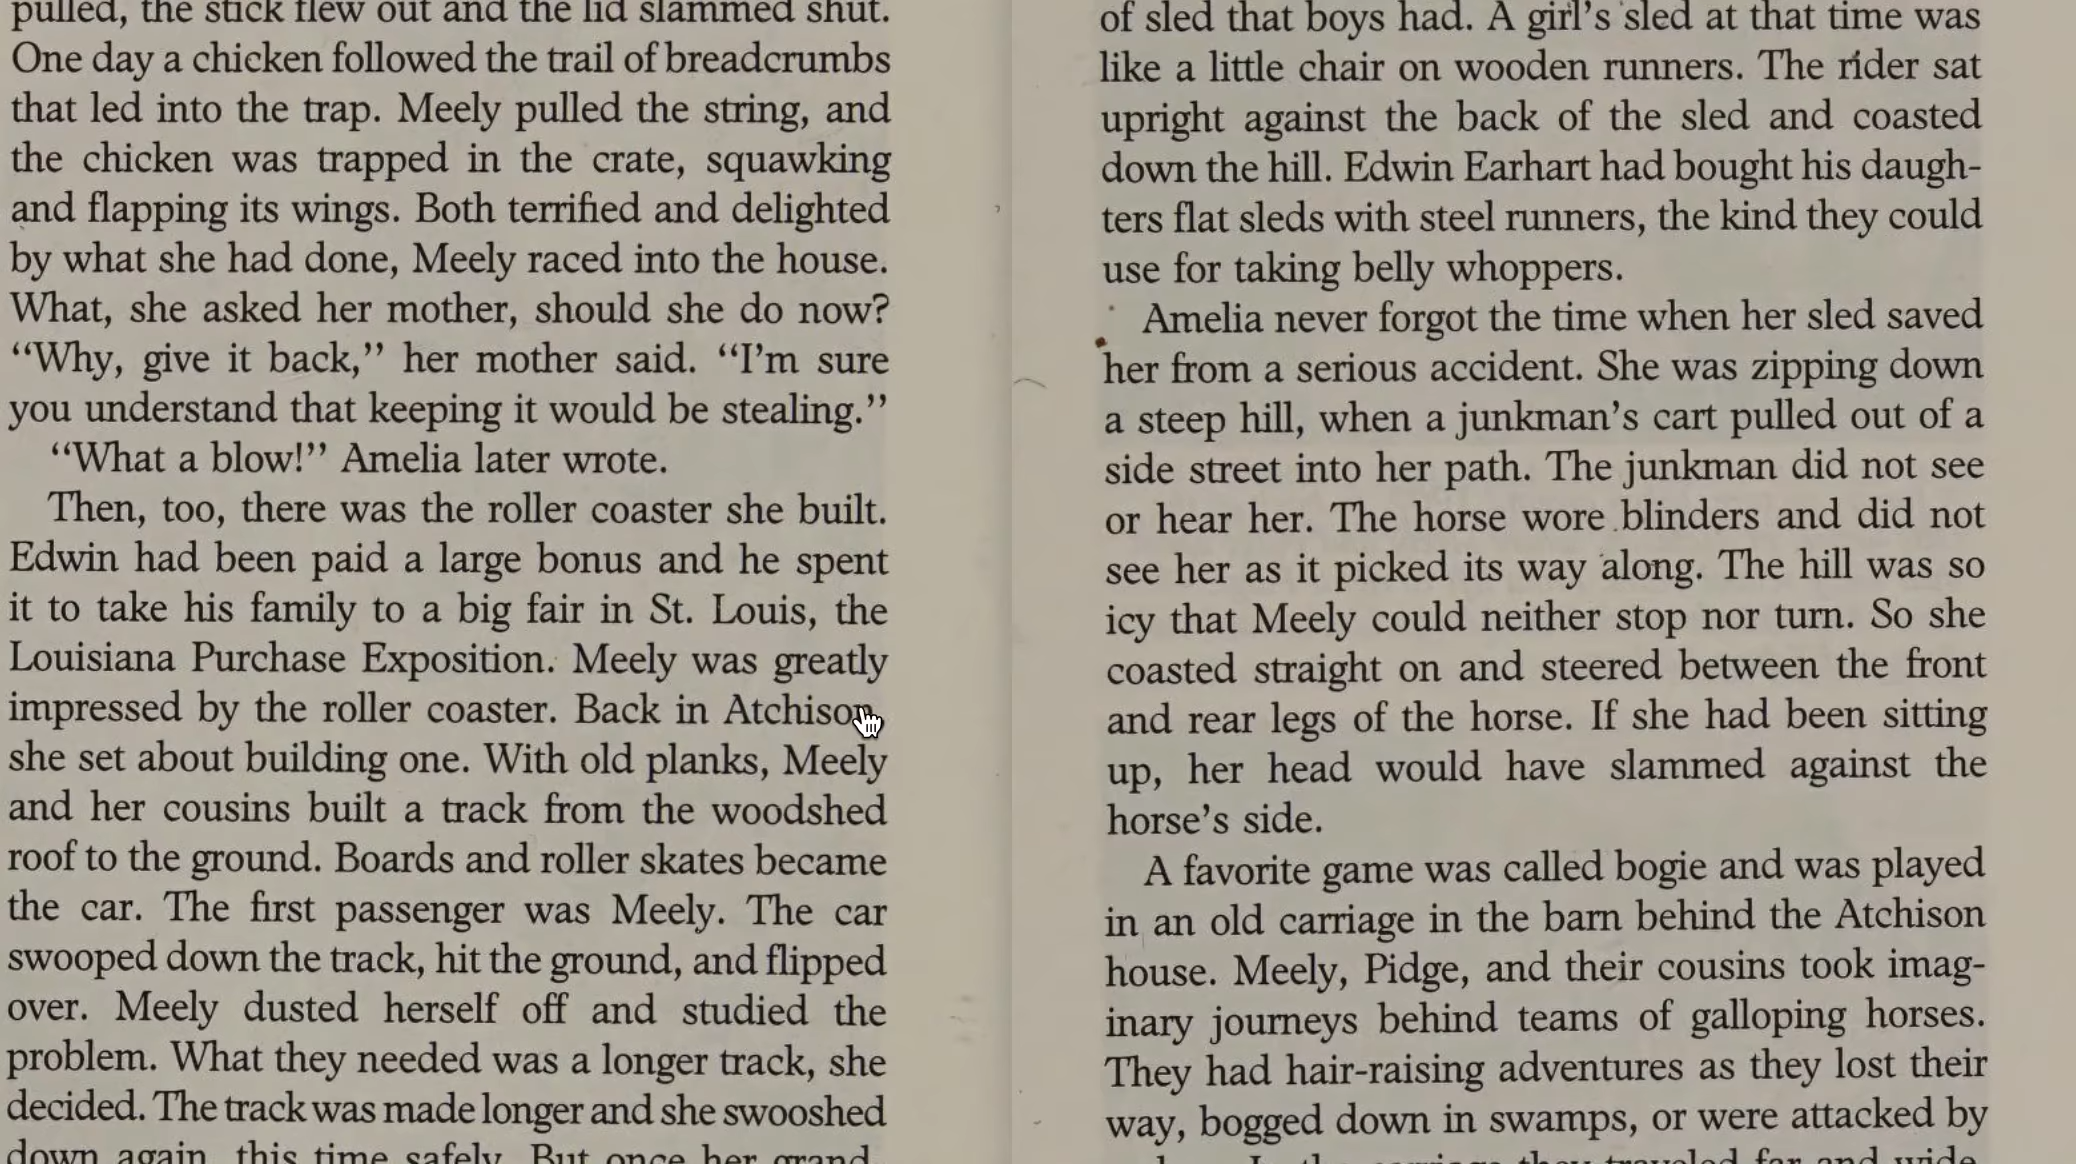 pulled, the stick flew out and the lid slammed shut.
One day a chicken followed the trail of breadcrumbs
that led into the trap. Meely pulled the string, and
the chicken was trapped in the crate, squawking
and flapping its wings. Both terrified and delighted
by what she had done, Meely raced into the house.
What, she asked her mother, should she do now?
“Why, give it back,” her mother said. “I’m sure
you understand that keeping it would be stealing.”
“What a blow!” Amelia later wrote.
Then, too, there was the roller coaster she built.
Edwin had been paid a large bonus and he spent
it to take his family to a big fair in St. Louis, the
Louisiana Purchase Exposition. Meely was greatly
impressed by the roller coaster. Back in Atchison,
she set about building one. With old planks, Meely
and her cousins built a track from the woodshed
roof to the ground. Boards and roller skates became
the car. The first passenger was Meely. The car
swooped down the track, hit the ground, and flipped
over. Meely dusted herself off and studied the
problem. What they needed was a longer track, she
decided. The track was made longer and she swooshed
down again, this time safely. But once her grand-
of sled that boys had. A girl’s sled at that time was
like a little chair on wooden runners. The rider sat
upright against the back of the sled and coasted
down the hill. Edwin Earhart had bought his daugh-
ters flat sleds with steel runners, the kind they could
use for taking belly whoppers.
Amelia never forgot the time when her sled saved
her from a serious accident. She was zipping down
a steep hill, when a junkman’s cart pulled out of a
side street into her path. The junkman did not see
or hear her. The horse wore blinders and did not
see her as it picked its way along. The hill was so
icy that Meely could neither stop nor turn. So she
coasted straight on and steered between the front
and rear legs of the horse. If she had been sitting
up, her head would have slammed against the
horse’s side.
A favorite game was called bogie and was played
in an old carriage in the barn behind the Atchison
house. Meely, Pidge, and their cousins took imag-
inary journeys behind teams of galloping horses.
They had hair-raising adventures as they lost their
way, bogged down in swamps, or were attacked by
In the carriage they traveled far and wide,